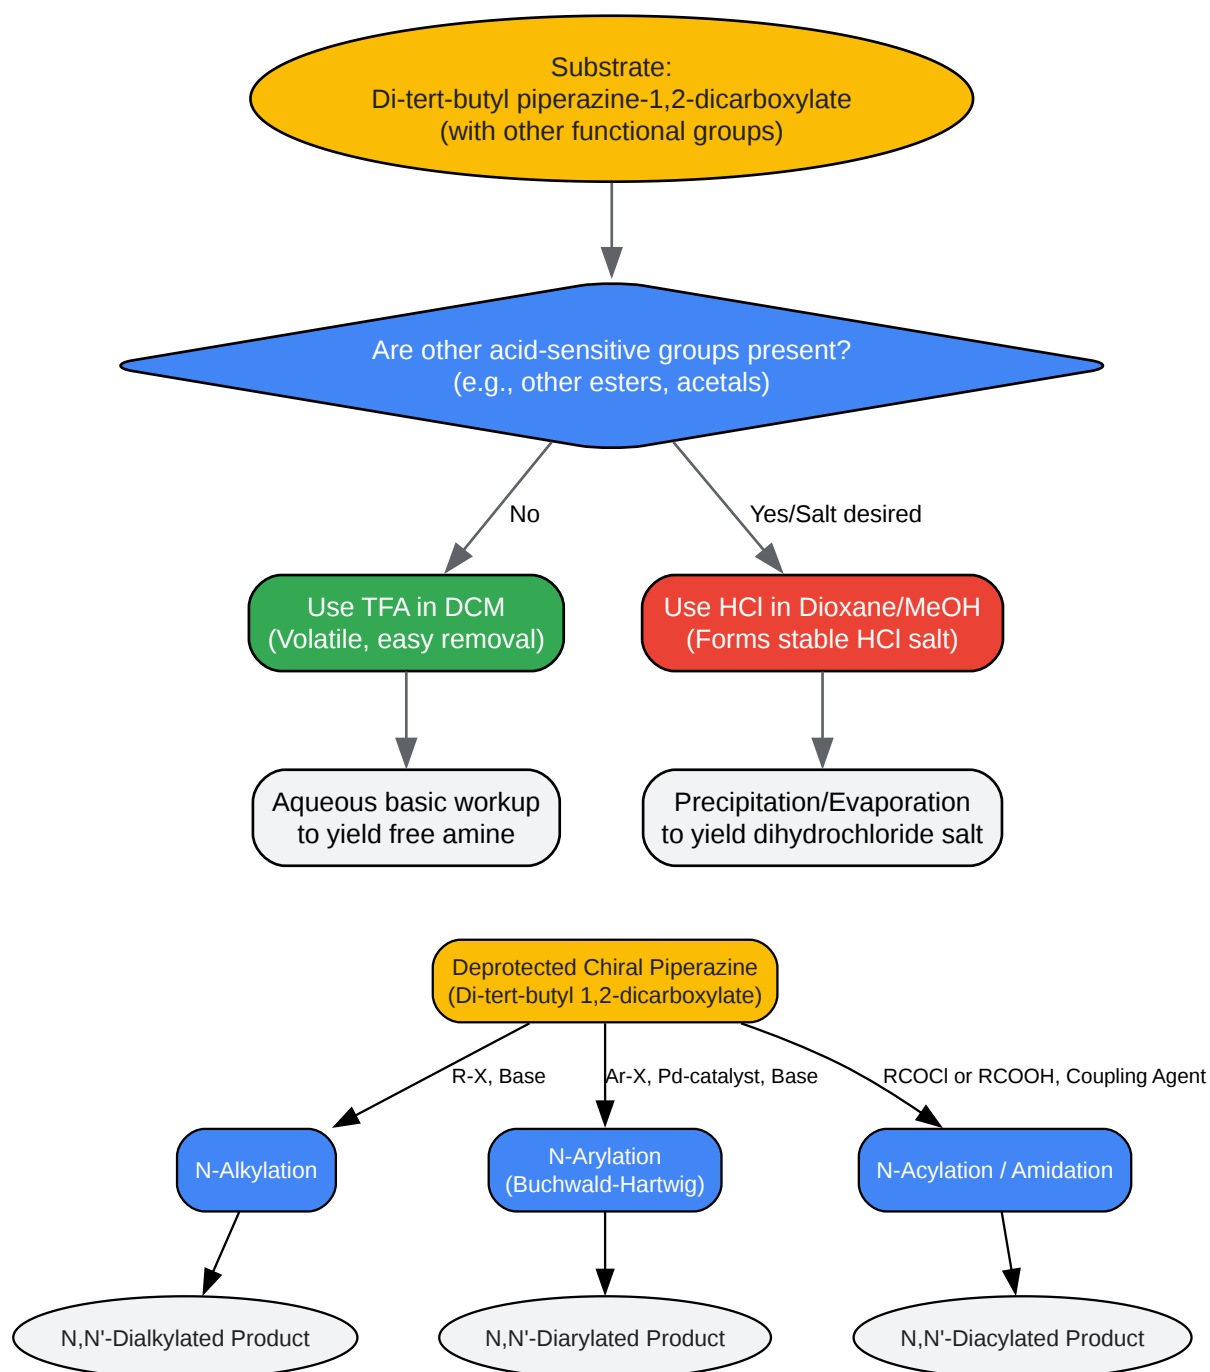 Substrate:
Di-tert-butyl piperazine-1,2-dicarboxylate
(with other functional groups)
Are other acid-sensitive groups present?
(e.g., other esters, acetals)
No
Yes/Salt desired
Use TFA in DCM
(Volatile, easy removal)
Use HCl in Dioxane/MeOH
(Forms stable HCl salt)
Aqueous basic workup
to yield free amine
Precipitation/Evaporation
to yield dihydrochloride salt
Deprotected Chiral Piperazine
(Di-tert-butyl 1,2-dicarboxylate)
R-X, Base
Ar-X, Pd-catalyst, Base
RCOCl or RCOOH, Coupling Agent
N-Alkylation
N-Arylation
(Buchwald-Hartwig)
N-Acylation / Amidation
N,N'-Dialkylated Product
N,N'-Diarylated Product
N,N'-Diacylated Product